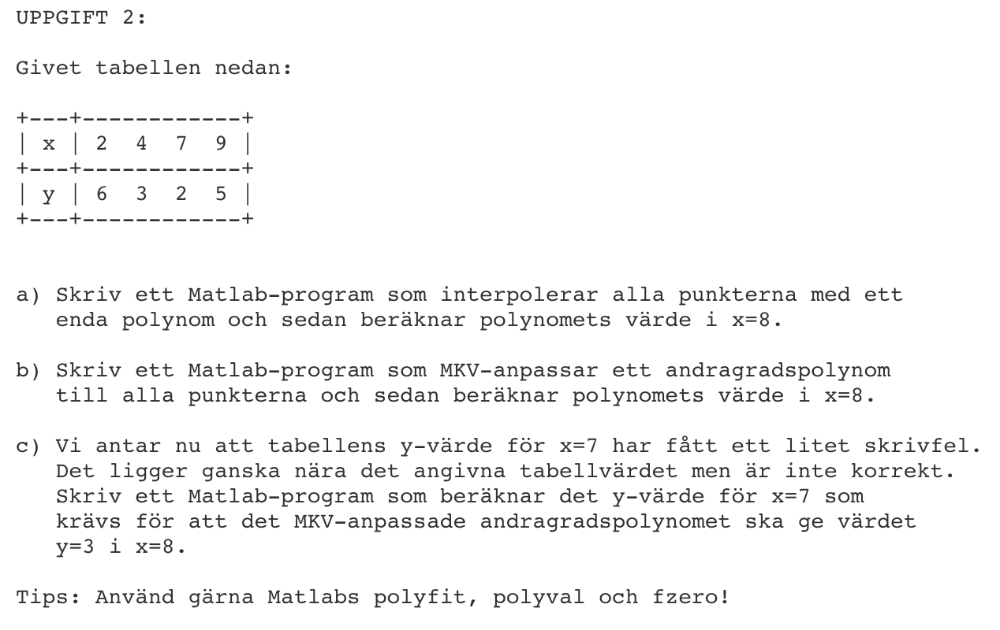 UPPGIFT 2:
Givet tabellen nedan:
+---+------------+
| x | 2  4  7  9 |
+---+------------+
| y | 6  3  2  5 |
+---+------------+
a) Skriv ett Matlab-program som interpolerar alla punkterna med ett
   enda polynom och sedan beräknar polynomets värde i x=8.
b) Skriv ett Matlab-program som MKV-anpassar ett andragradspolynom
   till alla punkterna och sedan beräknar polynomets värde i x=8.
c) Vi antar nu att tabellens y-värde för x=7 har fått ett litet skrivfel.
   Det ligger ganska nära det angivna tabellvärdet men är inte korrekt.
   Skriv ett Matlab-program som beräknar det y-värde för x=7 som
   krävs för att det MKV-anpassade andragradspolynomet ska ge värdet
   y=3 i x=8.
Tips: Använd gärna Matlabs polyfit, polyval och fzero!